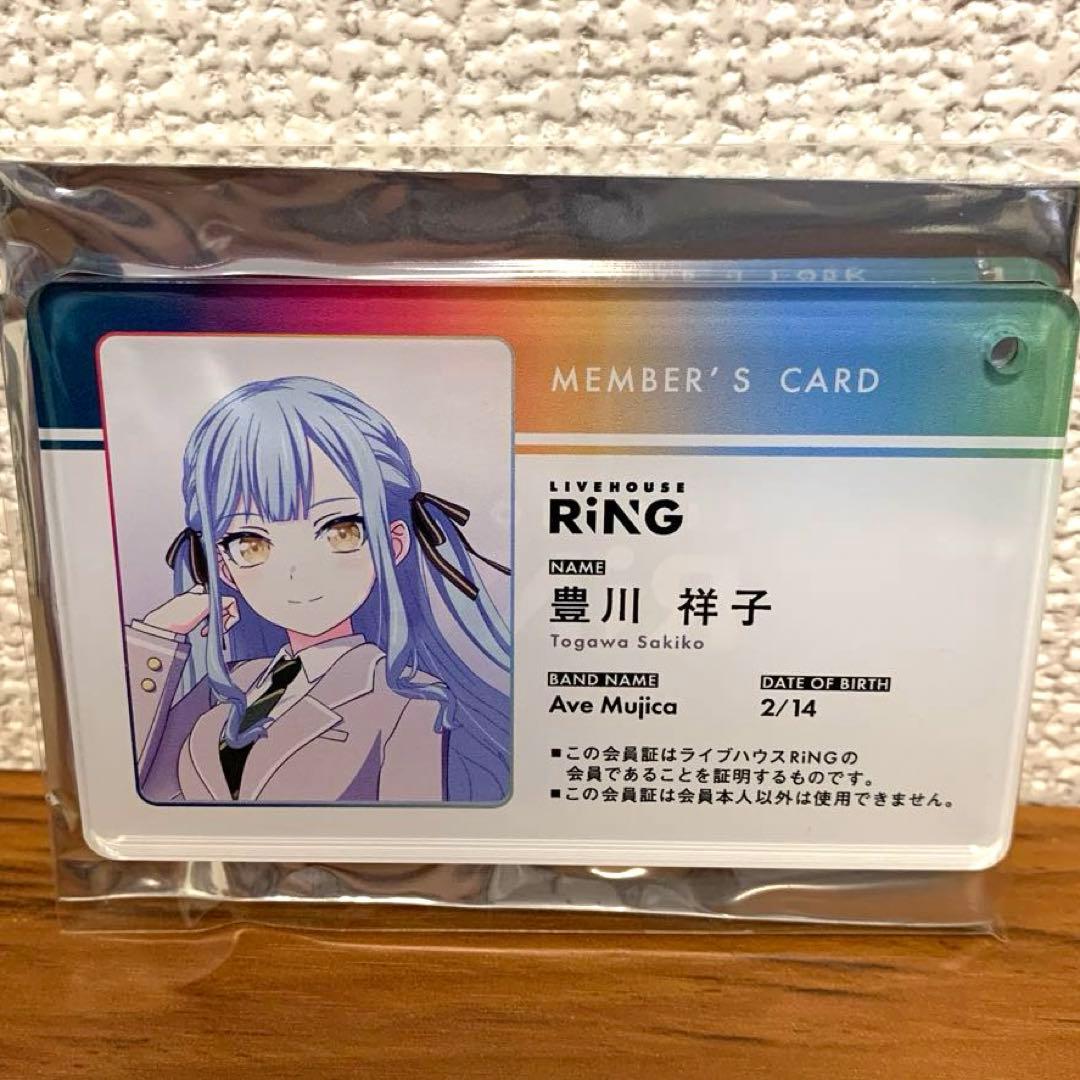 MEMBER'S CARD
LIVEHOUSE
RiNG
NAME
豊川 祥子
Togawa Sakiko
BAND NAME
DATE OF BIRTH
Ave Mujica
2/14
■この会員証はライブハウスRiNGの
会員であることを証明するものです。
■この会員証は会員本人以外は使用できません。